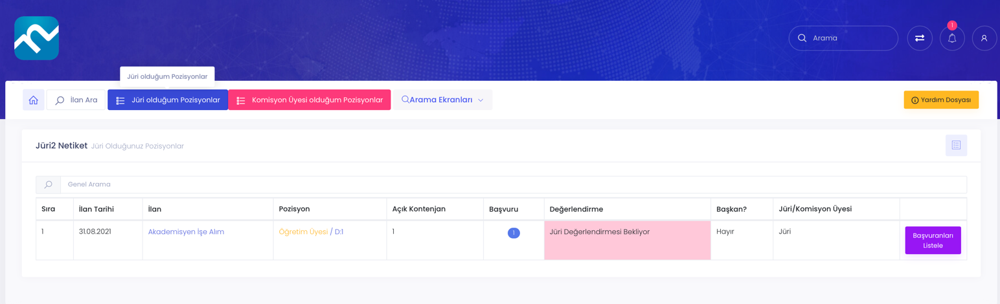 Arama
1
Jüri olduğum Pozisyonlar
İlan Ara
Jüri olduğum Pozisyonlar
Komisyon Üyesi olduğum Pozisyonlar
Arama Ekranları
Yardım Dosyası
Jüri2 Netiket Jüri Olduğunuz Pozisyonlar
Genel Arama
Sıra İlan Tarihi İlan Pozisyon Açık Kontenjan Başvuru Değerlendirme Başkan? Jüri/Komisyon Üyesi
1 31.08.2021 Akademisyen İşe Alım Öğretim Üyesi / D:1 1 1 Jüri Değerlendirmesi Bekliyor Hayır Jüri
Başvuranları
Listele